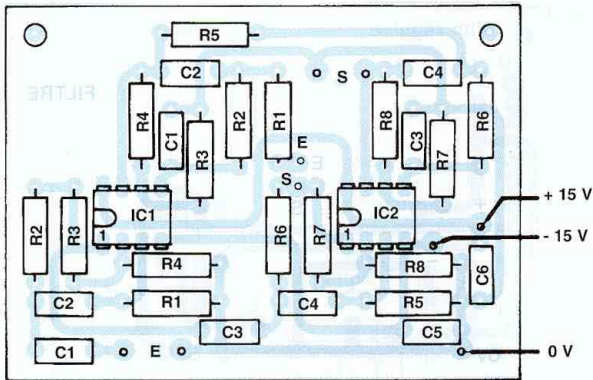 R5
C2
S
C4
FILTRE
R4
C1
R3
R2
R1
R8
C3
R7
R6
E
S
IC1
1
IC2
1
+ 15 V
- 15 V
R2
R3
R6
R7
R4
R8
C6
C2
R1
C4
R5
C3
C5
C1
E
0 V